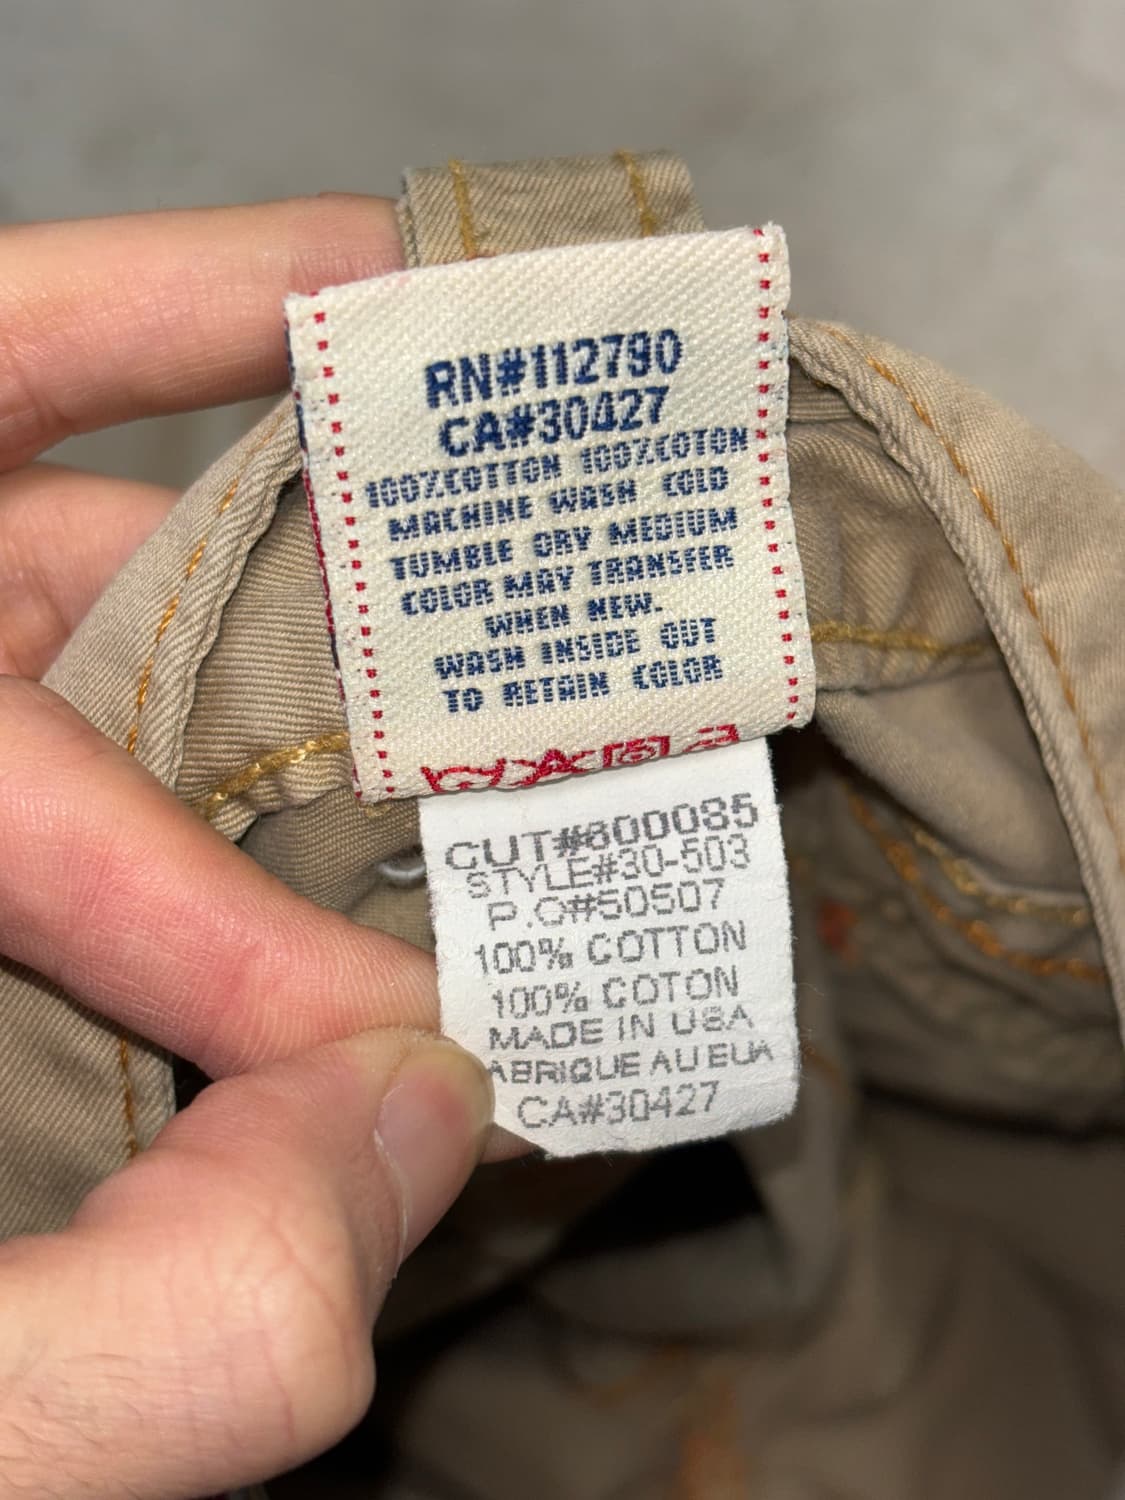 RN#112790
CA#30427
100%COTTON 100%COTON
MACHINE WASH COLD
TUMBLE DRY MEDIUM
COLOR MAY TRANSFER
WHEN NEW.
WASH INSIDE OUT
TO RETAIN COLOR
CUT#600085
STYLE#30-503
P.O#50507
100% COTTON
100% COTON
MADE IN USA
ABRIQUE AU EUA
CA#30427